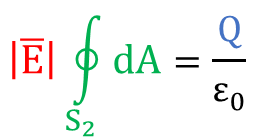 |E̅| ∮_{S₂} dA = Q/ε₀